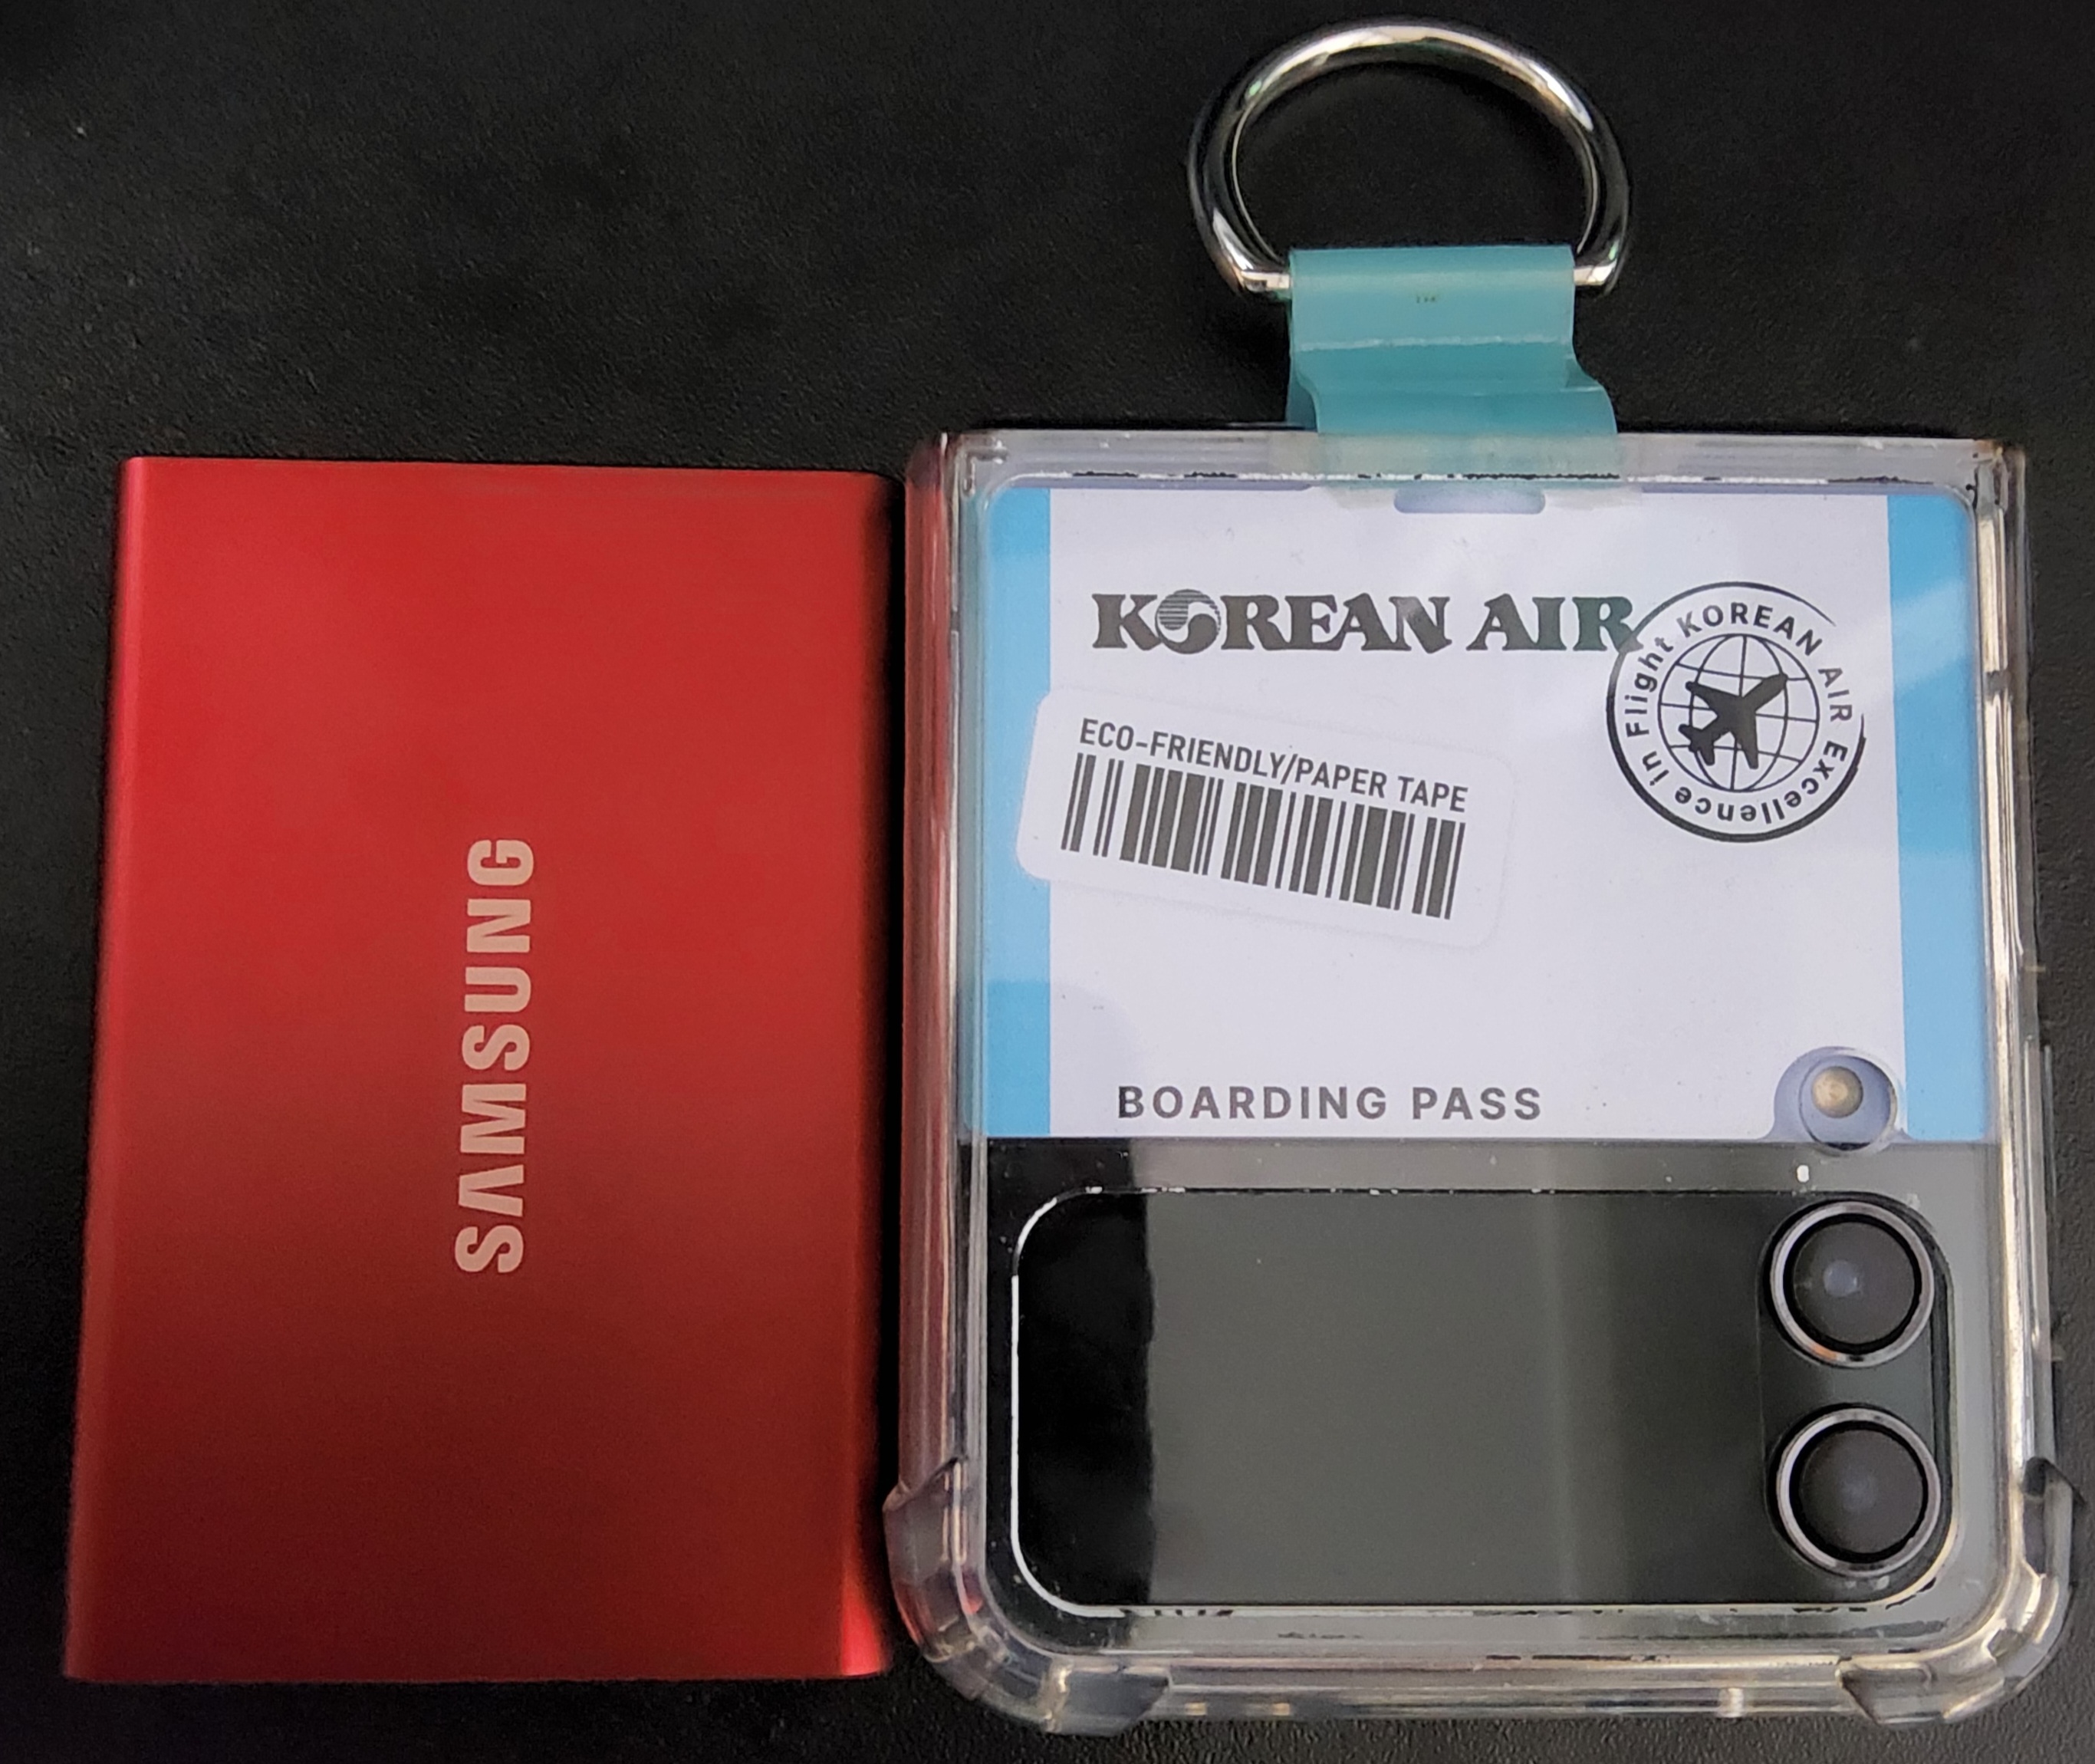 SAMSUNG
KOREAN AIR
KOREAN AIR Excellence in Flight
ECO-FRIENDLY/PAPER TAPE
BOARDING PASS